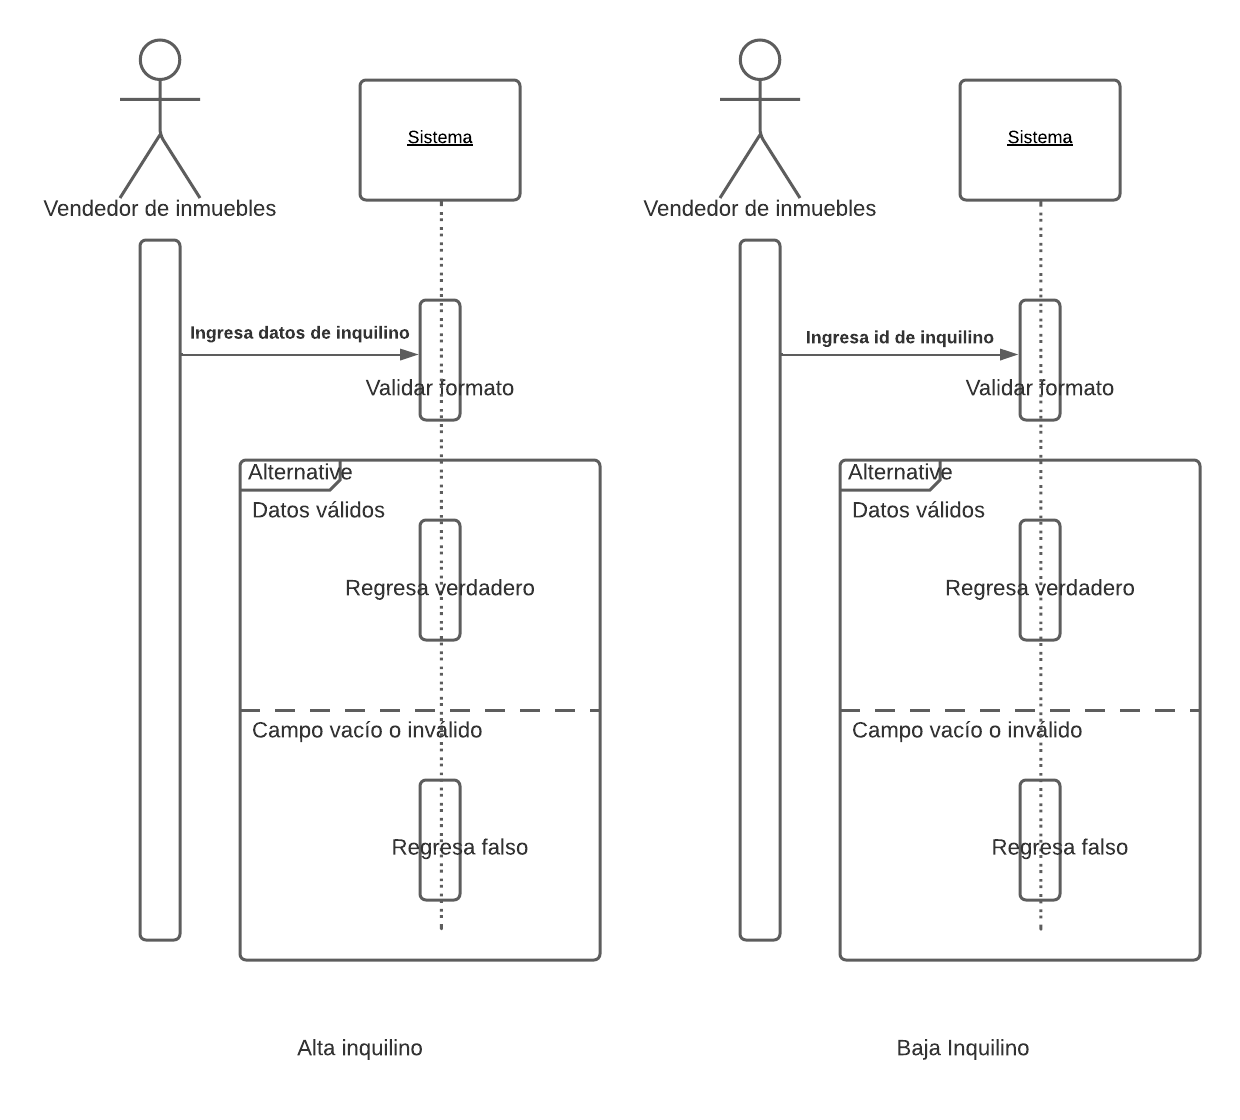 Sistema
Vendedor de inmuebles
Ingresa datos de inquilino
Validar formato
Alternative
Datos válidos
Regresa verdadero
Campo vacío o inválido
Regresa falso
Alta inquilino
Sistema
Vendedor de inmuebles
Ingresa id de inquilino
Validar formato
Alternative
Datos válidos
Regresa verdadero
Campo vacío o inválido
Regresa falso
Baja Inquilino